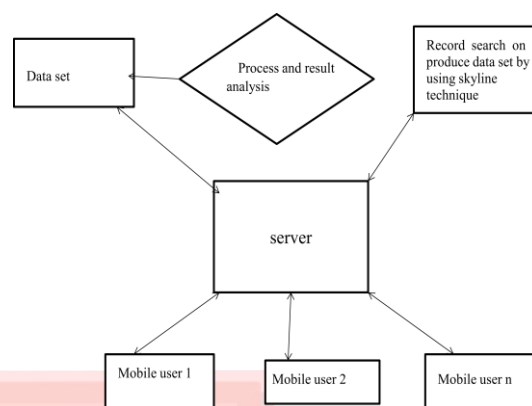 Data set
Process and result
analysis
Record search on
produce data set by
using skyline
technique
server
Mobile user 1
Mobile user 2
Mobile user n